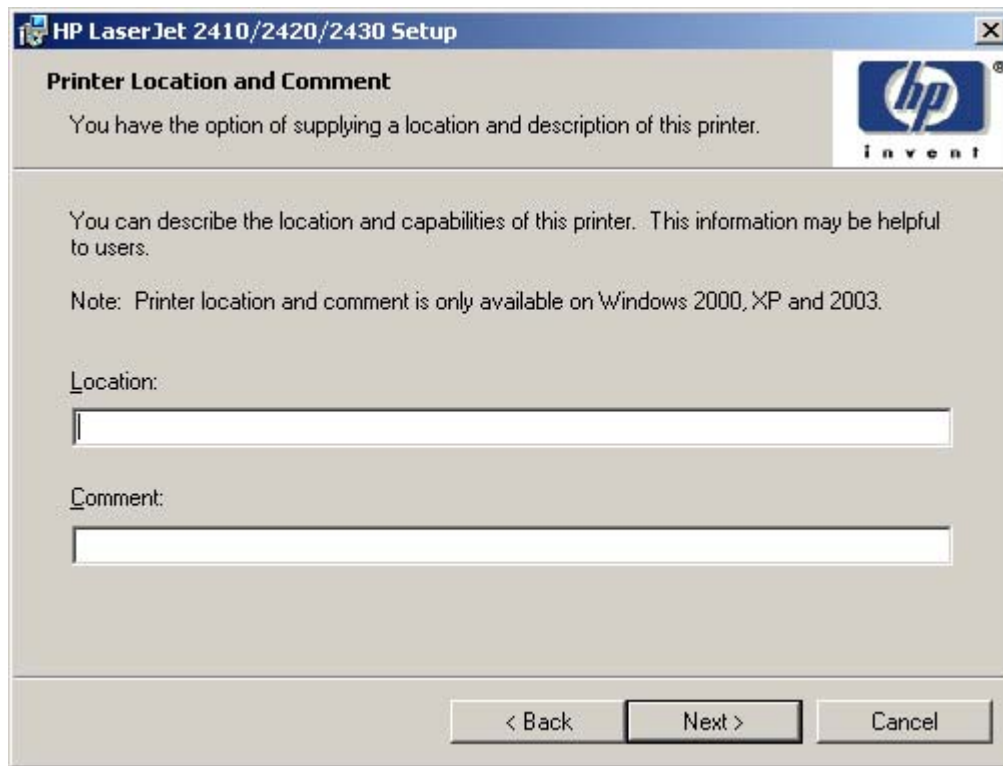 HP LaserJet 2410/2420/2430 Setup
Printer Location and Comment
You have the option of supplying a location and description of this printer.
hp
®
invent
You can describe the location and capabilities of this printer.  This information may be helpful
to users.
Note:  Printer location and comment is only available on Windows 2000, XP and 2003.
Location:
Comment:
< Back
Next >
Cancel